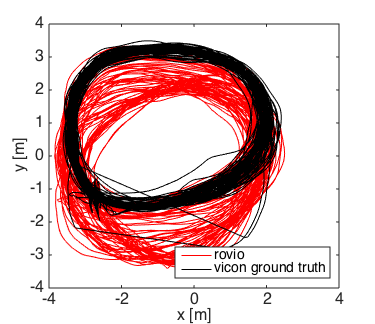 4
3
2
1
0
-1
-2
-3
-4
y [m]
rovio
vicon ground truth
-4 -2 0 2 4
x [m]